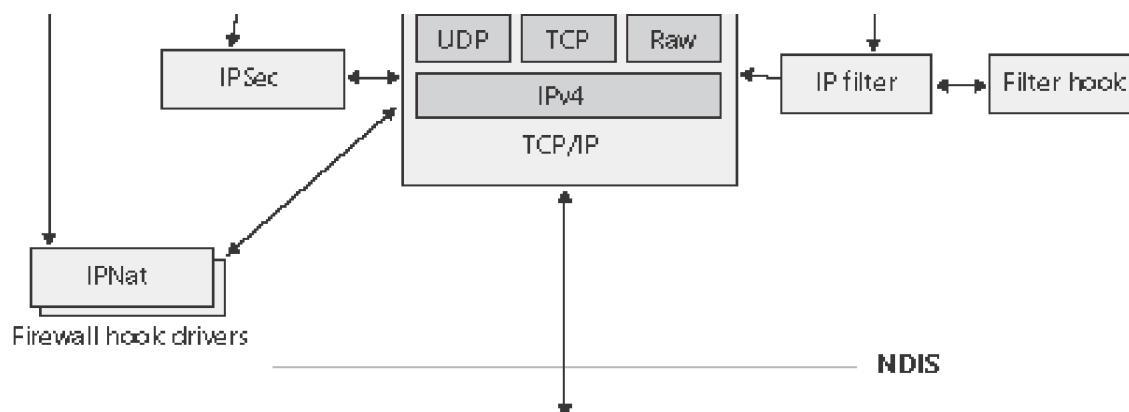 UDP
TCP
Raw
IPSec
IP filter
Filter hook
IPv4
TCP/IP
IPNat
Firewall hook drivers
NDIS